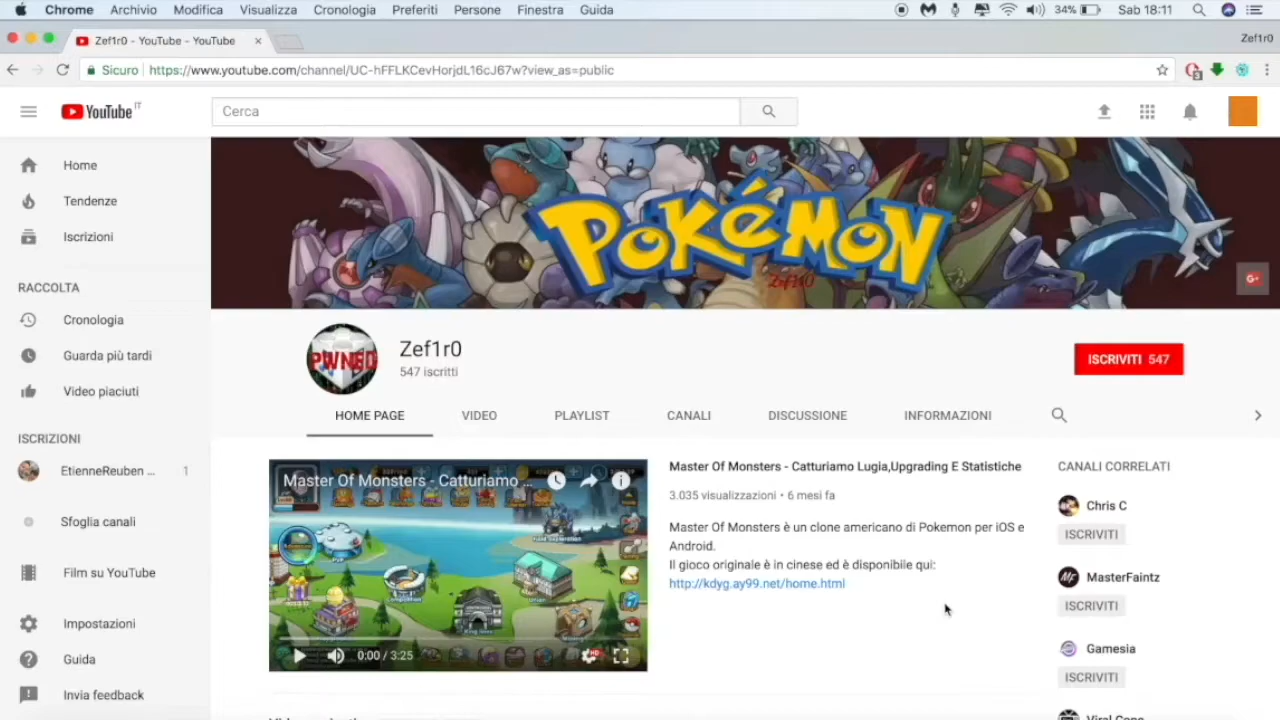 Chrome Archivio Modifica Visualizza Cronologia Preferiti Persone Finestra Guida 34% Sab 18:11
Zef1r0 - YouTube - YouTube Zef1r0
Sicuro https://www.youtube.com/channel/UC-hFFLKCevHorjdL16cJ67w?view_as=public
YouTube IT
Cerca
Home
Tendenze
Iscrizioni
RACCOLTA
Cronologia
Guarda più tardi
Video piaciuti
ISCRIZIONI
EtienneReuben ... 1
Sfoglia canali
Film su YouTube
Impostazioni
Guida
Invia feedback
POKéMON
Zef1r0
G+
PWNED
Zef1r0
547 iscritti
ISCRIVITI 547
HOME PAGE VIDEO PLAYLIST CANALI DISCUSSIONE INFORMAZIONI
Master Of Monsters - Catturiamo ...
0:00 / 3:25
HD
Master Of Monsters - Catturiamo Lugia,Upgrading E Statistiche
3.035 visualizzazioni • 6 mesi fa
Master Of Monsters è un clone americano di Pokemon per iOS e
Android.
Il gioco originale è in cinese ed è disponibile qui:
http://kdyg.ay99.net/home.html
CANALI CORRELATI
Chris C
ISCRIVITI
MasterFaintz
ISCRIVITI
Gamesia
ISCRIVITI